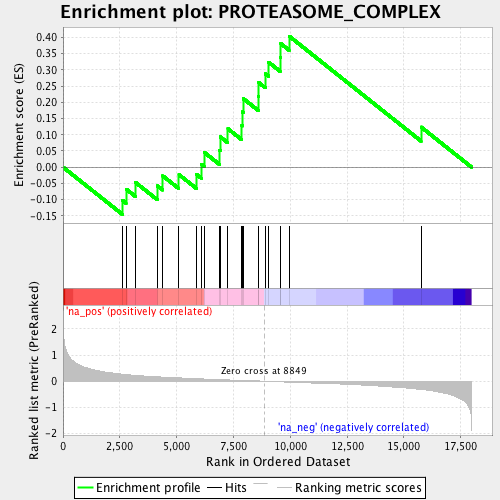 Enrichment plot: PROTEASOME_COMPLEX
Enrichment score (ES)
0.40
0.35
0.30
0.25
0.20
0.15
0.10
0.05
0.00
-0.05
-0.10
-0.15
'na_pos' (positively correlated)
Ranked list metric (PreRanked)
2
1
0
-1
-2
Zero cross at 8849
'na_neg' (negatively correlated)
0
2,500
5,000
7,500
10,000
12,500
15,000
17,500
Rank in Ordered Dataset
Enrichment profile
Hits
Ranking metric scores